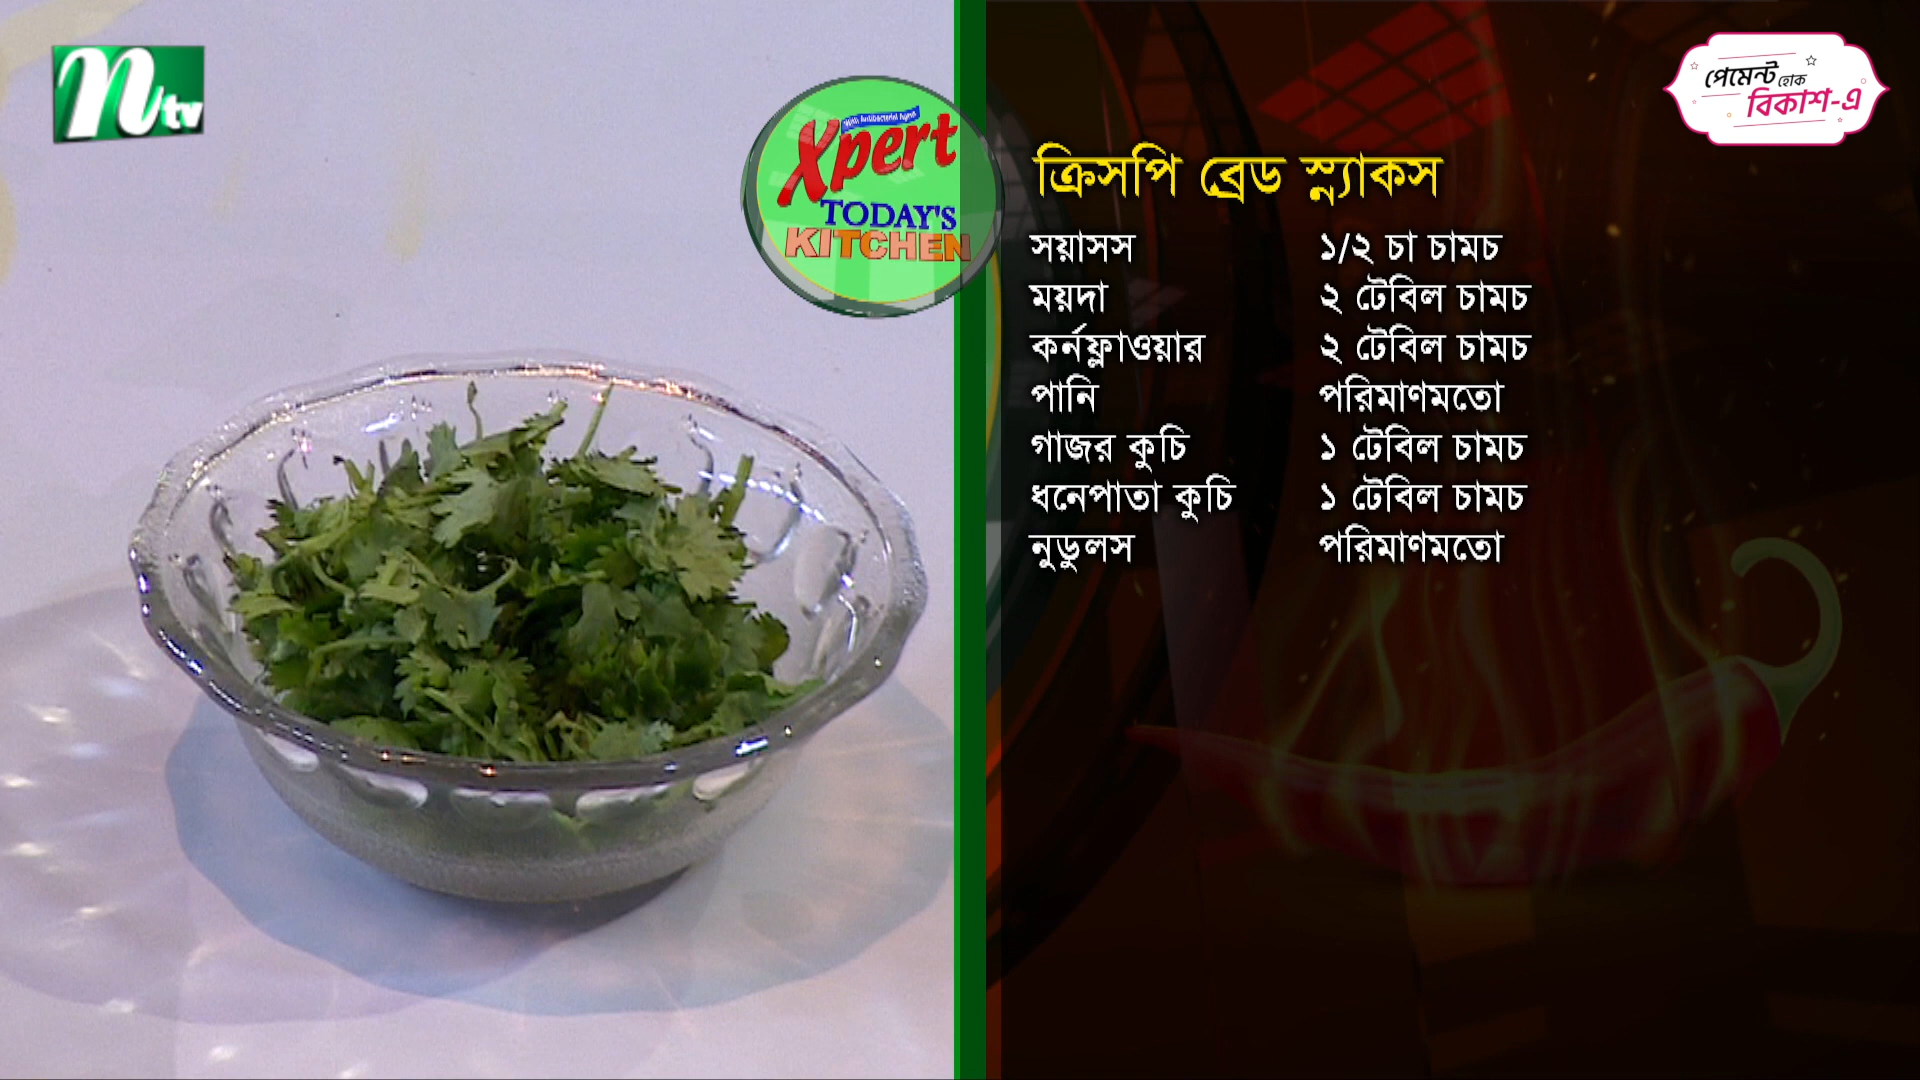 ntv
With Antibacterial Agent
Xpert
TODAY'S
KITCHEN
পেমেন্ট হোক
বিকাশ-এ
ক্রিসপি ব্রেড স্ন্যাকস
সয়াসস ১/২ চা চামচ
ময়দা ২ টেবিল চামচ
কর্নফ্লাওয়ার ২ টেবিল চামচ
পানি পরিমাণমতো
গাজর কুচি ১ টেবিল চামচ
ধনেপাতা কুচি ১ টেবিল চামচ
নুডুলস পরিমাণমতো